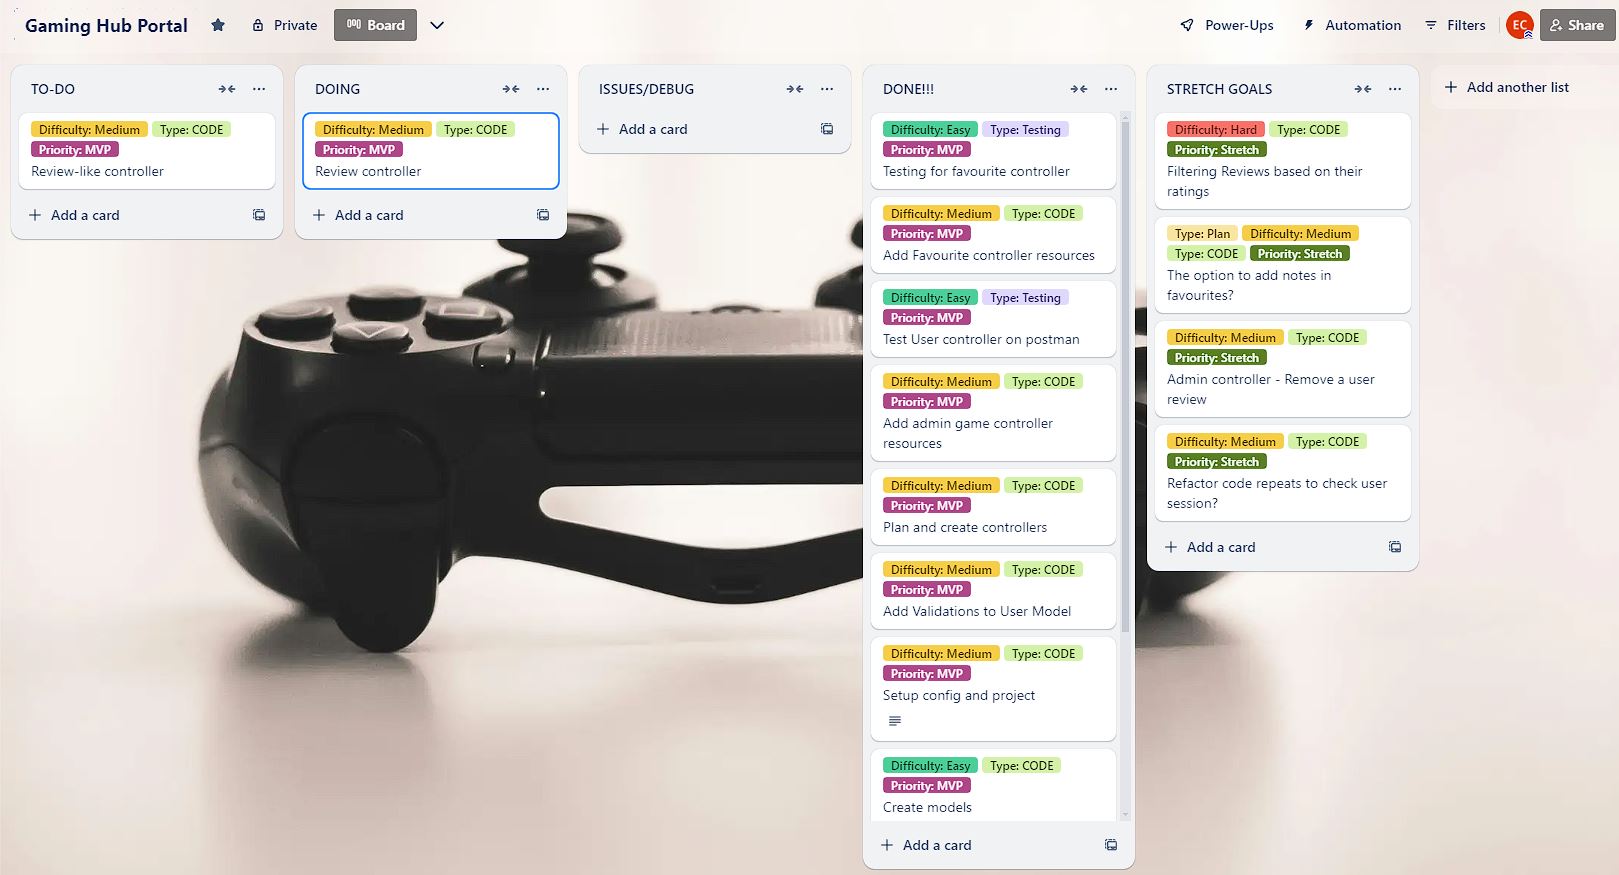 Gaming Hub Portal Private Board Power-Ups Automation Filters EC Share
TO-DO
Difficulty: Medium Type: CODE
Priority: MVP
Review-like controller
Add a card
DOING
Difficulty: Medium Type: CODE
Priority: MVP
Review controller
Add a card
ISSUES/DEBUG
Add a card
DONE!!!
Difficulty: Easy Type: Testing
Priority: MVP
Testing for favourite controller
Difficulty: Medium Type: CODE
Priority: MVP
Add Favourite controller resources
Difficulty: Easy Type: Testing
Priority: MVP
Test User controller on postman
Difficulty: Medium Type: CODE
Priority: MVP
Add admin game controller
resources
Difficulty: Medium Type: CODE
Priority: MVP
Plan and create controllers
Difficulty: Medium Type: CODE
Priority: MVP
Add Validations to User Model
Difficulty: Medium Type: CODE
Priority: MVP
Setup config and project
Difficulty: Easy Type: CODE
Priority: MVP
Create models
Add a card
STRETCH GOALS
Difficulty: Hard Type: CODE
Priority: Stretch
Filtering Reviews based on their
ratings
Type: Plan Difficulty: Medium
Type: CODE Priority: Stretch
The option to add notes in
favourites?
Difficulty: Medium Type: CODE
Priority: Stretch
Admin controller - Remove a user
review
Difficulty: Medium Type: CODE
Priority: Stretch
Refactor code repeats to check user
session?
Add a card
Add another list